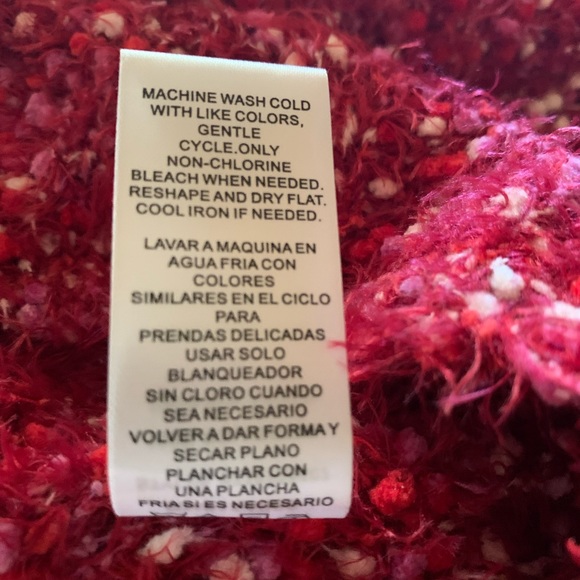 MACHINE WASH COLD
WITH LIKE COLORS,
GENTLE
CYCLE.ONLY
NON-CHLORINE
BLEACH WHEN NEEDED.
RESHAPE AND DRY FLAT.
COOL IRON IF NEEDED.
LAVAR A MAQUINA EN
AGUA FRIA CON
COLORES
SIMILARES EN EL CICLO
PARA
PRENDAS DELICADAS
USAR SOLO
BLANQUEADOR
SIN CLORO CUANDO
SEA NECESARIO
VOLVER A DAR FORMA Y
SECAR PLANO
PLANCHAR CON
UNA PLANCHA
FRIA SI ES NECESARIO